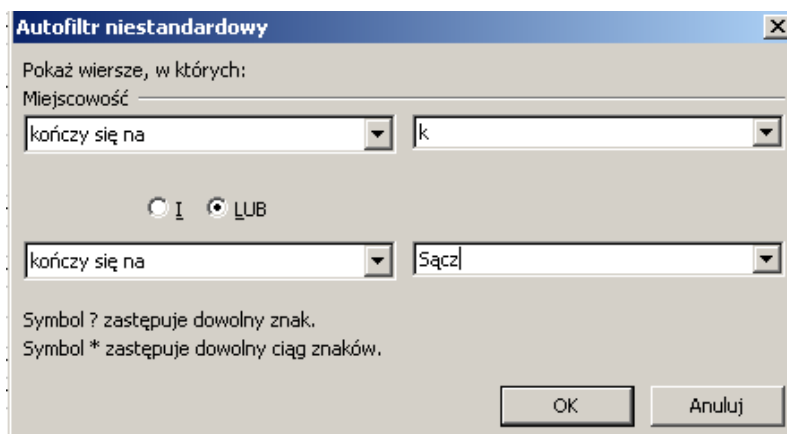 Autofiltr niestandardowy
Pokaż wiersze, w których:
Miejscowość
kończy się na k
I LUB
kończy się na Sącz
Symbol ? zastępuje dowolny znak.
Symbol * zastępuje dowolny ciąg znaków.
OK Anuluj